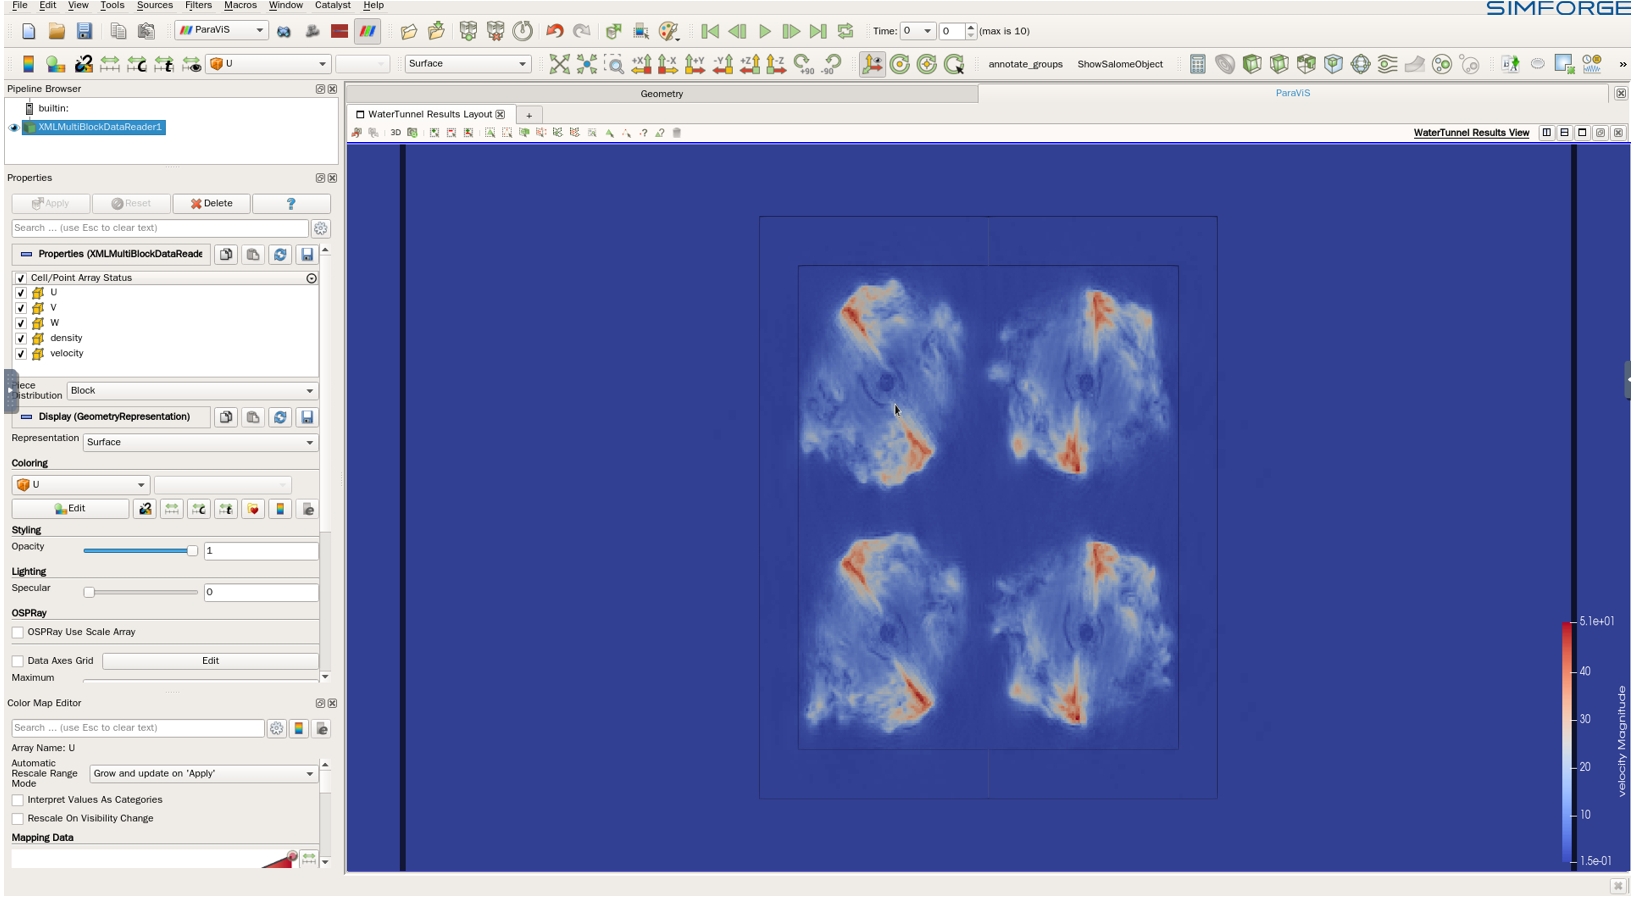 SIMFORGE
File Edit View Tools Sources Filters Macros Window Catalyst Help
ParaViS
Time: 0 0 (max is 10)
U Surface
+X -X +Y -Y +Z -Z +90 -90
annotate_groups ShowSalomeObject »
Pipeline Browser
builtin:
XMLMultiBlockDataReader1
Geometry
ParaViS
WaterTunnel Results Layout
+
3D
WaterTunnel Results View
Properties
Apply Reset Delete ?
Search ... (use Esc to clear text)
Properties (XMLMultiBlockDataReade
Cell/Point Array Status
U
V
W
density
velocity
Piece
Distribution
Block
Display (GeometryRepresentation)
Representation
Surface
Coloring
U
Edit
Styling
Opacity
1
Lighting
Specular
0
OSPRay
OSPRay Use Scale Array
Data Axes Grid
Edit
Maximum
Color Map Editor
Search ... (use Esc to clear text)
Array Name: U
Automatic
Rescale Range
Mode
Grow and update on 'Apply'
Interpret Values As Categories
Rescale On Visibility Change
Mapping Data
5.1e+01
40
30
20
10
1.5e-01
velocity Magnitude